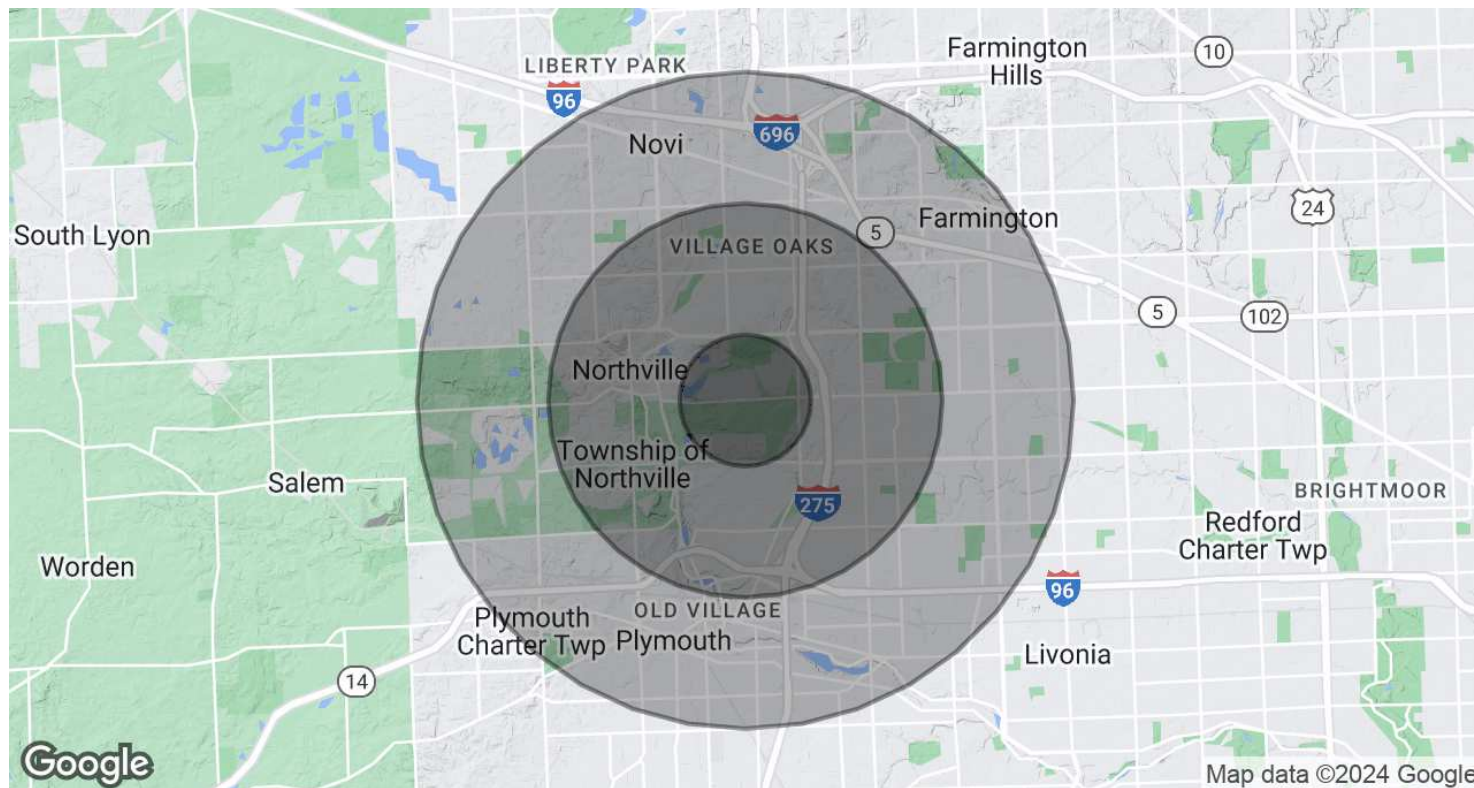 Farmington
Hills
10
LIBERTY PARK
96
696
Novi
24
South Lyon
Farmington
5
VILLAGE OAKS
5
102
Northville
Township of
Northville
Salem
275
BRIGHTMOOR
Redford
Charter Twp
Worden
96
OLD VILLAGE
Plymouth
Charter Twp
Plymouth
Livonia
14
Google
Map data ©2024 Google